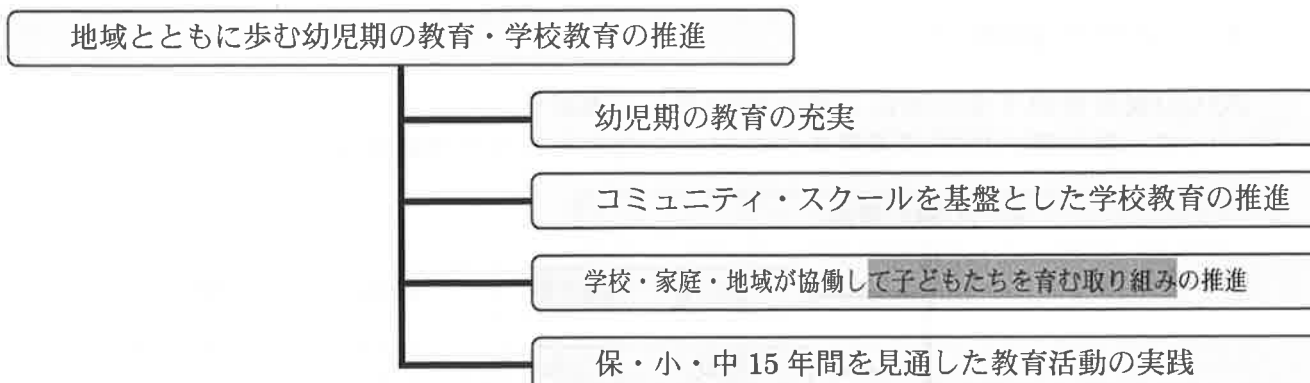 地域とともに歩む幼児期の教育・学校教育の推進
幼児期の教育の充実
コミュニティ・スクールを基盤とした学校教育の推進
学校・家庭・地域が協働して子どもたちを育む取り組みの推進
保・小・中 15 年間を見通した教育活動の実践